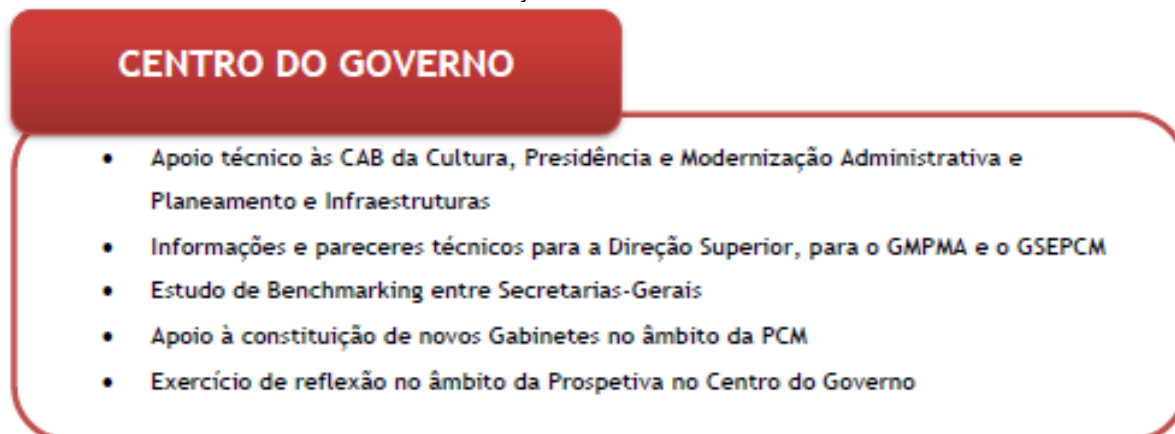 CENTRO DO GOVERNO
• Apoio técnico às CAB da Cultura, Presidência e Modernização Administrativa e
Planeamento e Infraestruturas
• Informações e pareceres técnicos para a Direção Superior, para o GMPMA e o GSEPCM
• Estudo de Benchmarking entre Secretarias-Gerais
• Apoio à constituição de novos Gabinetes no âmbito da PCM
• Exercício de reflexão no âmbito da Prospetiva no Centro do Governo